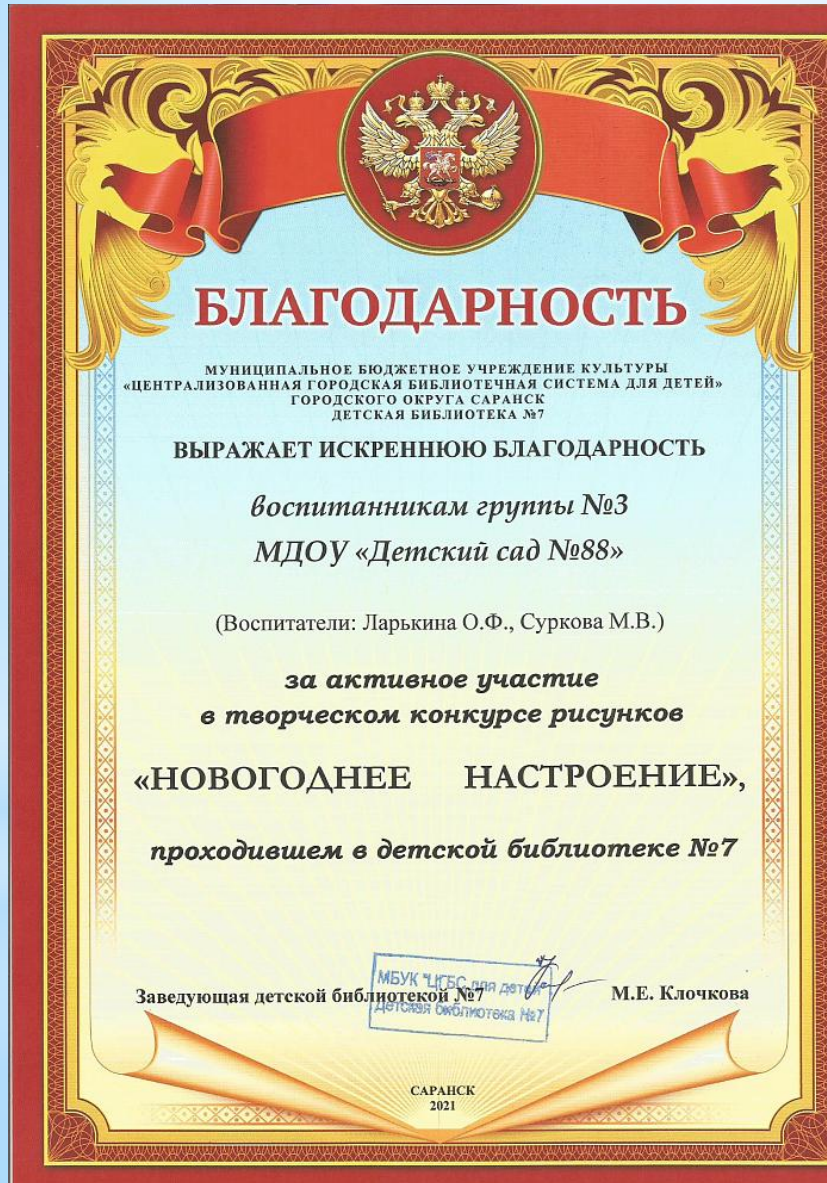 БЛАГОДАРНОСТЬ
МУНИЦИПАЛЬНОЕ БЮДЖЕТНОЕ УЧРЕЖДЕНИЕ КУЛЬТУРЫ
«ЦЕНТРАЛИЗОВАННАЯ ГОРОДСКАЯ БИБЛИОТЕЧНАЯ СИСТЕМА ДЛЯ ДЕТЕЙ»
ГОРОДСКОГО ОКРУГА САРАНСК
ДЕТСКАЯ БИБЛИОТЕКА №7
ВЫРАЖАЕТ ИСКРЕННЮЮ БЛАГОДАРНОСТЬ
воспитанникам группы №3
МДОУ «Детский сад №88»
(Воспитатели: Ларькина О.Ф., Суркова М.В.)
за активное участие
в творческом конкурсе рисунков
«НОВОГОДНЕЕ НАСТРОЕНИЕ»,
проходившем в детской библиотеке №7
МБУК "ЦГБС для детей"
Детская библиотека №7
Заведующая детской библиотекой №7 М.Е. Клочкова
САРАНСК
2021